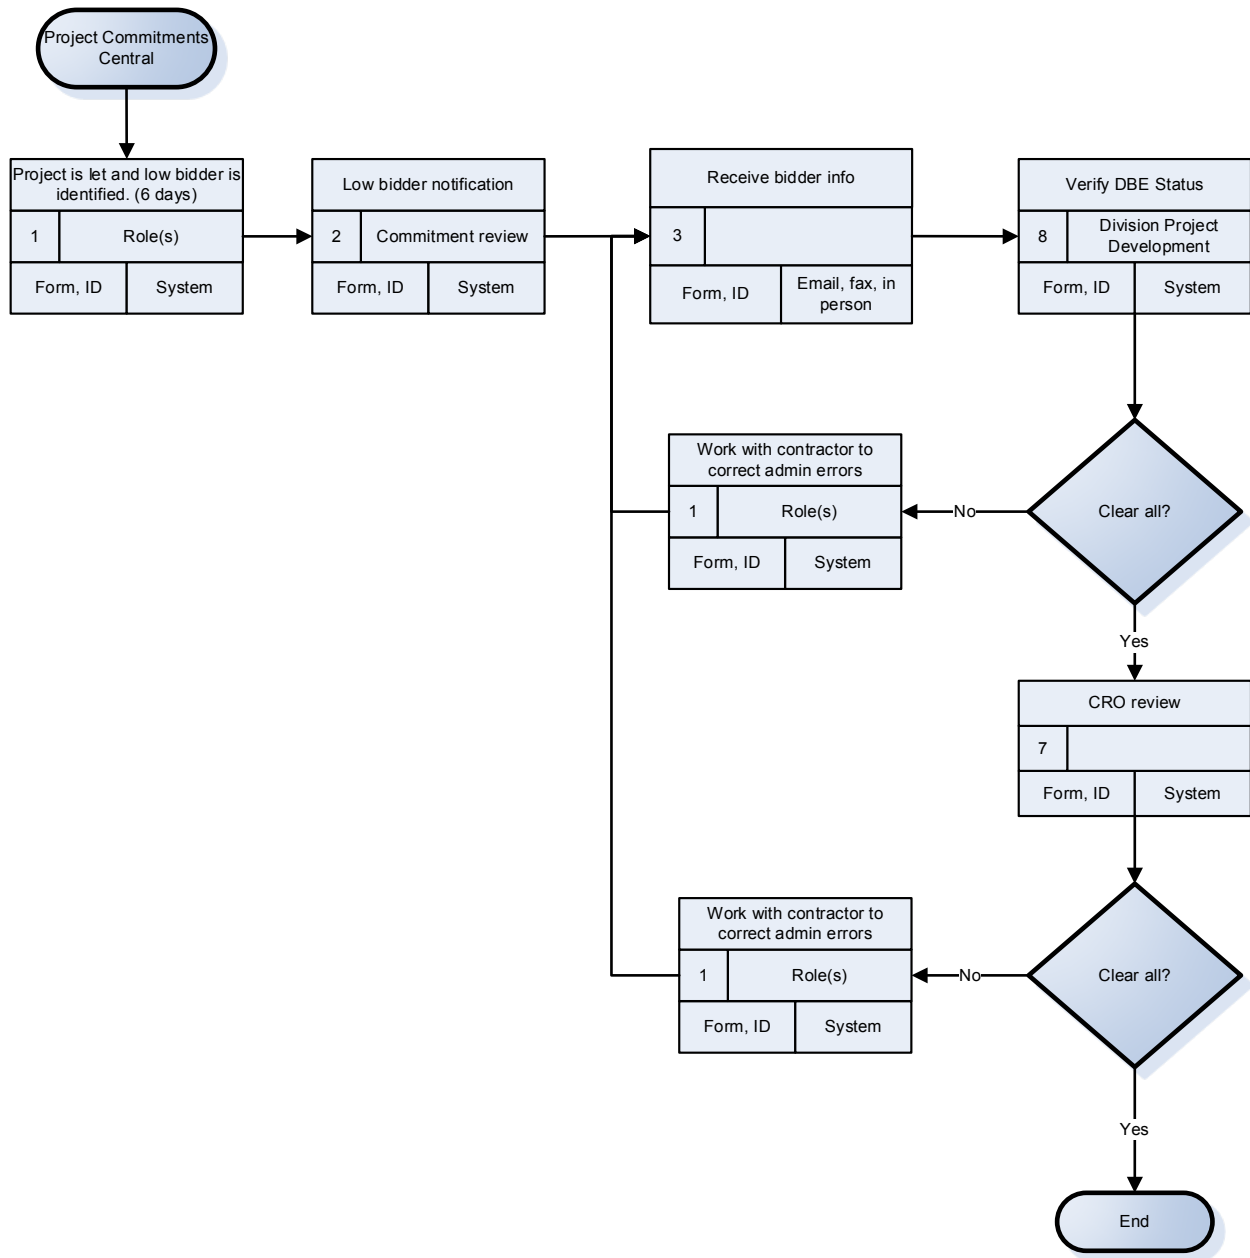 Project Commitments
Central
Project is let and low bidder is
identified. (6 days)
1
Role(s)
Form, ID
System
Low bidder notification
2
Commitment review
Form, ID
System
Receive bidder info
3
Form, ID
Email, fax, in
person
Verify DBE Status
8
Division Project
Development
Form, ID
System
Clear all?
No
Work with contractor to
correct admin errors
1
Role(s)
Form, ID
System
Yes
CRO review
7
Form, ID
System
Clear all?
No
Work with contractor to
correct admin errors
1
Role(s)
Form, ID
System
Yes
End